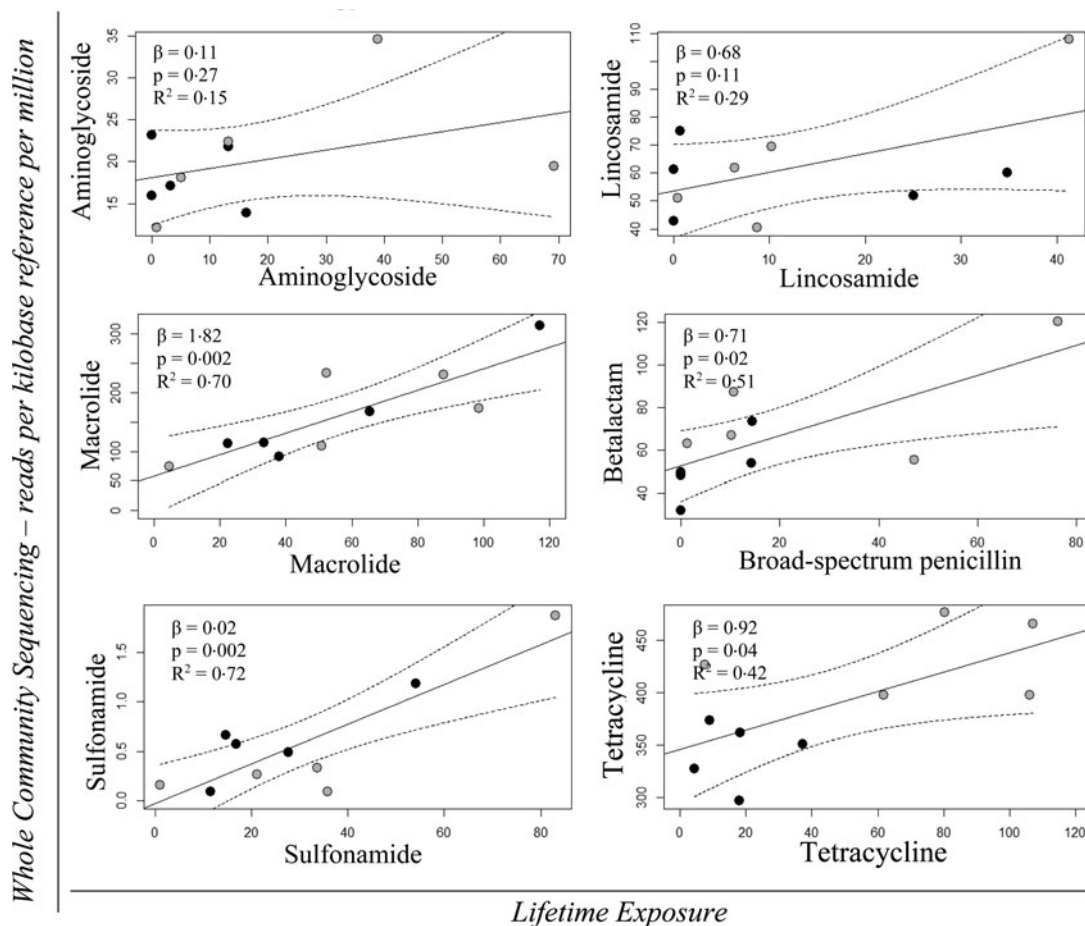 Whole Community Sequencing – reads per kilobase reference per million
Aminoglycoside
35
30
25
20
15
β = 0·11
p = 0·27
R² = 0·15
0 10 20 30 40 50 60 70
Aminoglycoside
Lincosamide
110
90
80
70
60
50
40
β = 0·68
p = 0·11
R² = 0·29
0 10 20 30 40
Lincosamide
Macrolide
300
200
100
50
0
β = 1·82
p = 0·002
R² = 0·70
0 20 40 60 80 100 120
Macrolide
Betalactam
120
100
80
60
40
β = 0·71
p = 0·02
R² = 0·51
0 20 40 60 80
Broad-spectrum penicillin
Sulfonamide
1.5
1.0
0.5
0.0
β = 0·02
p = 0·002
R² = 0·72
0 20 40 60 80
Sulfonamide
Tetracycline
450
400
350
300
β = 0·92
p = 0·04
R² = 0·42
0 20 40 60 80 100 120
Tetracycline
Lifetime Exposure